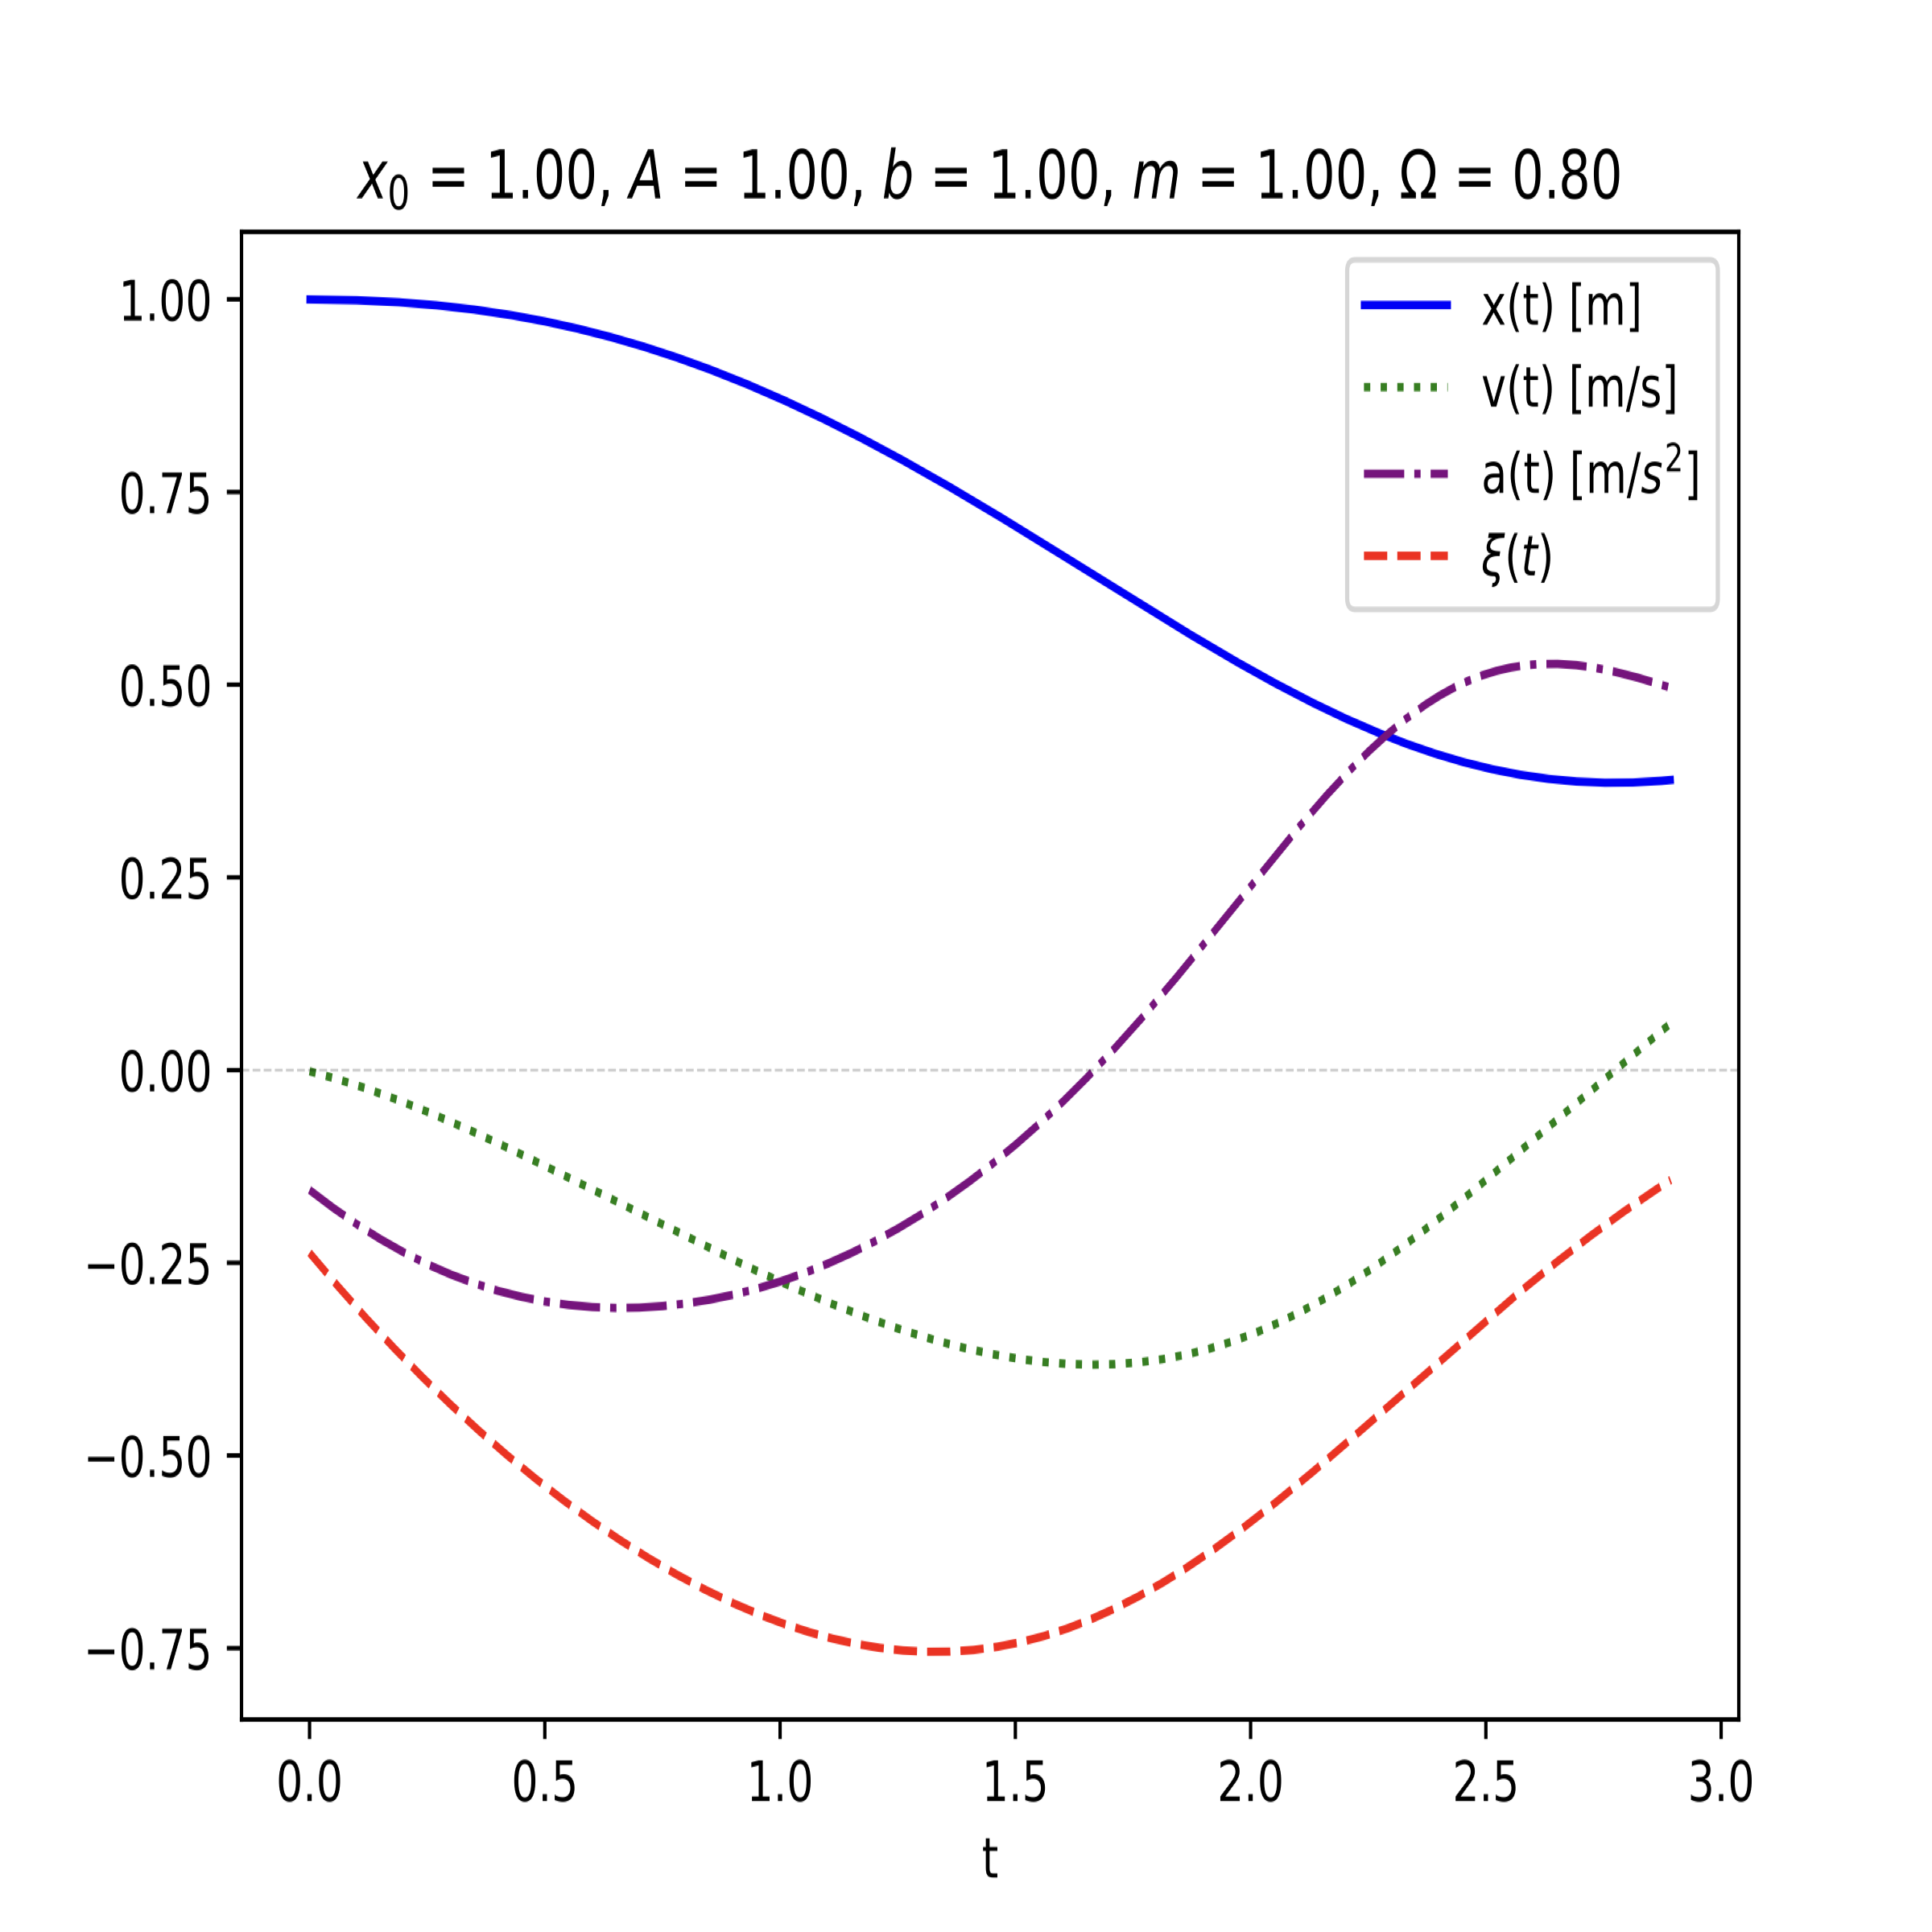 x₀ = 1.00, A = 1.00, b = 1.00, m = 1.00, Ω = 0.80
x(t) [m]
v(t) [m/s]
a(t) [m/s²]
ξ(t)
1.00
0.75
0.50
0.25
0.00
−0.25
−0.50
−0.75
0.0 0.5 1.0 1.5 2.0 2.5 3.0
t